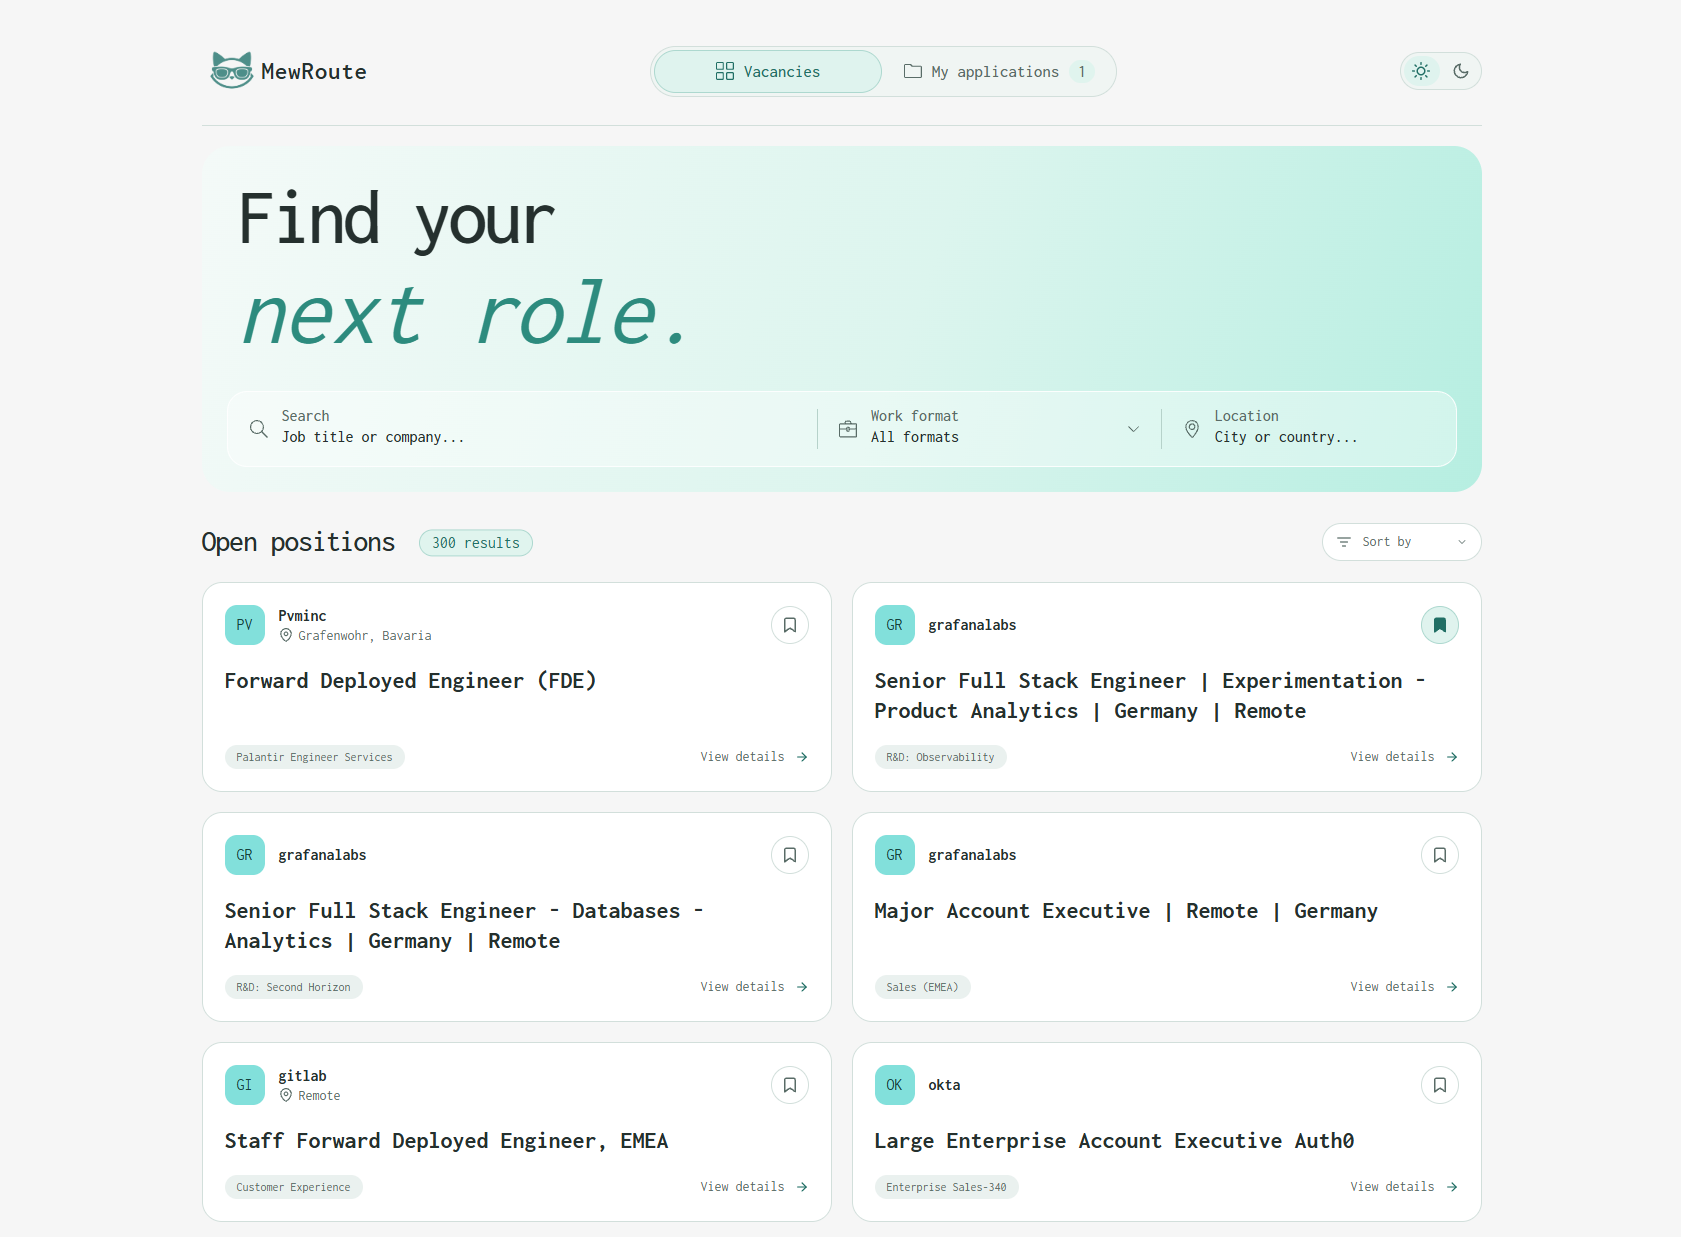 MewRoute
Vacancies
My applications 1
Find your
next role.
Search
Job title or company...
Work format
All formats
Location
City or country...
Open positions
300 results
Sort by
PV
Pvminc
Grafenwohr, Bavaria
Forward Deployed Engineer (FDE)
Palantir Engineer Services
View details
GR
grafanalabs
Senior Full Stack Engineer | Experimentation -
Product Analytics | Germany | Remote
R&D: Observability
View details
GR
grafanalabs
Senior Full Stack Engineer - Databases -
Analytics | Germany | Remote
R&D: Second Horizon
View details
GR
grafanalabs
Major Account Executive | Remote | Germany
Sales (EMEA)
View details
GI
gitlab
Remote
Staff Forward Deployed Engineer, EMEA
Customer Experience
View details
OK
okta
Large Enterprise Account Executive Auth0
Enterprise Sales-340
View details